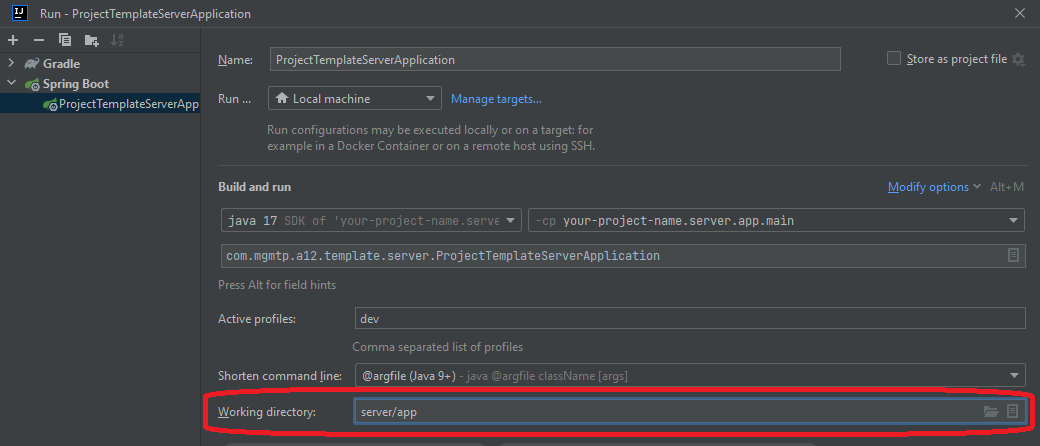 Run - ProjectTemplateServerApplication
Gradle
Spring Boot
ProjectTemplateServerApp
Name: ProjectTemplateServerApplication
Store as project file
Run ... Local machine Manage targets...
Run configurations may be executed locally or on a target: for
example in a Docker Container or on a remote host using SSH.
Build and run Modify options Alt+M
java 17 SDK of 'your-project-name.serve -cp your-project-name.server.app.main
com.mgmtp.a12.template.server.ProjectTemplateServerApplication
Press Alt for field hints
Active profiles: dev
Comma separated list of profiles
Shorten command line: @argfile (Java 9+) - java @argfile className [args]
Working directory: server/app